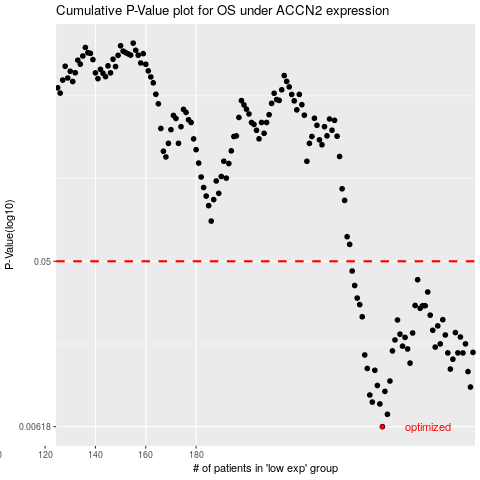 Cumulative P-Value plot for OS under ACCN2 expression
P-Value(log10)
0.05
0.00618
optimized
0 120 140 160 180
# of patients in 'low exp' group